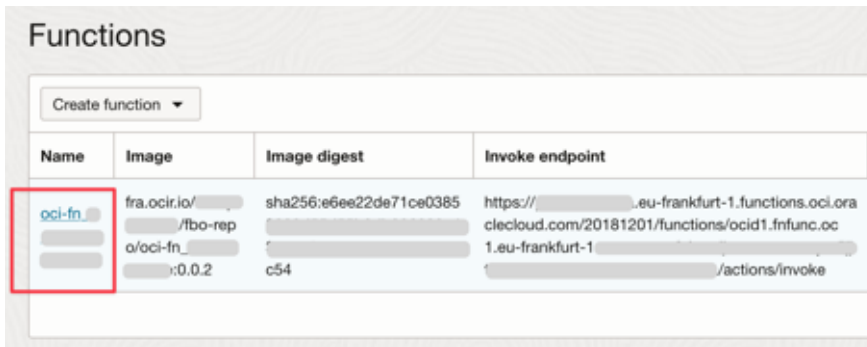 Functions
Create function
Name Image Image digest Invoke endpoint
oci-fn_
fra.ocir.io/
/fbo-rep
o/oci-fn_
:0.0.2
sha256:e6ee22de71ce0385
c54
https:// .eu-frankfurt-1.functions.oci.ora
clecloud.com/20181201/functions/ocid1.fnfunc.oc
1.eu-frankfurt-1
/actions/invoke